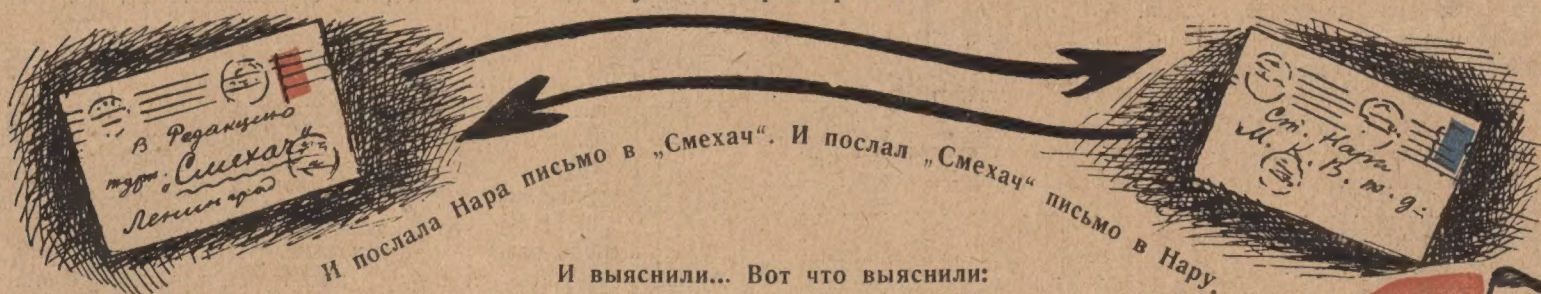 В Редакцию
журн. „Смехач“
Ленинград
Ст. Нара
М. К. В. ж. д.
И послала Нара письмо в „Смехач“. И послал „Смехач“ письмо в Нару.
И выяснили... Вот что выяснили: